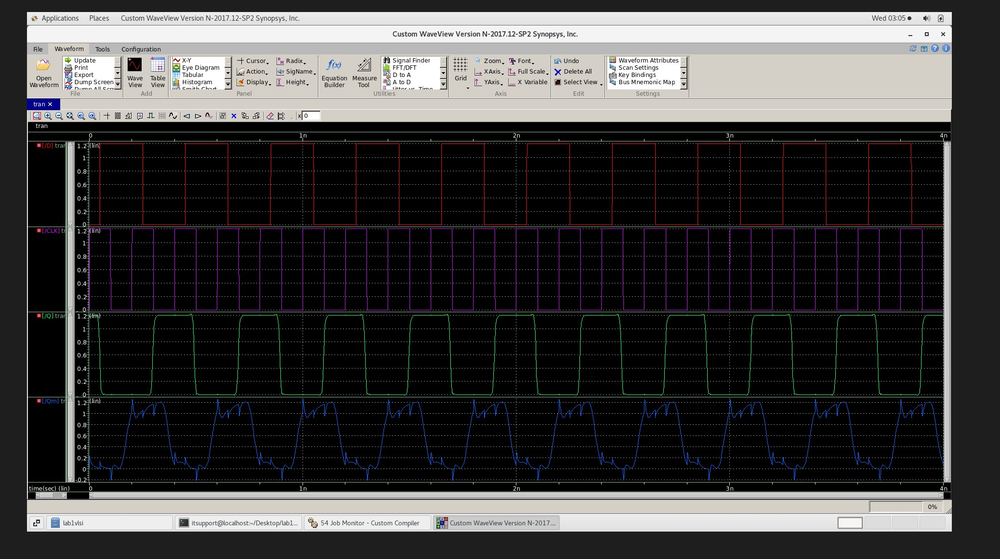 Applications Places Custom WaveView Version N-2017.12-SP2 Synopsys, Inc. Wed 03:05
Custom WaveView Version N-2017.12-SP2 Synopsys, Inc.
File Waveform Tools Configuration
Open Waveform
Update
Print
Export
Dump Screen
Dump All Scr
File
Wave View
Table View
Add
X-Y
Eye Diagram
Tabular
Histogram
Smith Chart
Cursor
Action
Display
Radix
SigName
Height
Panel
f(x)
Equation Builder
Measure Tool
Signal Finder
FFT/DFT
D to A
A to D
Jitter vs. Time
Utilities
Grid
Zoom
XAxis
YAxis
Font
Full Scale
X Variable
Axis
Undo
Delete All
Select View
Edit
Waveform Attributes
Scan Settings
Key Bindings
Bus Mnemonic Map
Settings
tran
x 0
tran
0 1n 2n 3n 4n
[/D] tran
1.2 (lin)
1
0.8
0.6
0.4
0.2
0
[/CLK] tr
1.2 (lin)
1
0.8
0.6
0.4
0.2
0
[/Q] tran
1.2 (lin)
1
0.8
0.6
0.4
0.2
0
[/Qm] tr
1.2 (lin)
1
0.8
0.6
0.4
0.2
0
-0.2
time(sec) (lin) 0 1n 2n 3n 4n
0%
lab1vlsi itsupport@localhost:~/Desktop/lab1... 54 Job Monitor - Custom Compiler Custom WaveView Version N-2017....